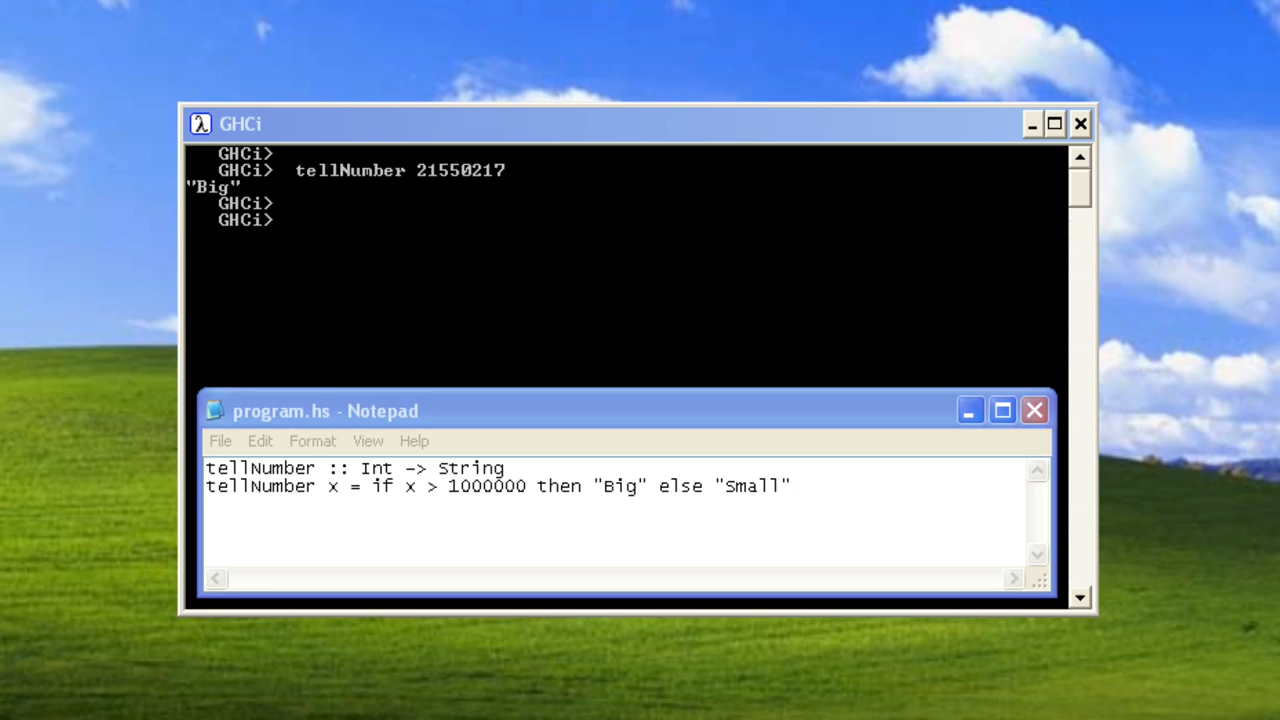 GHCi
GHCi>
GHCi> tellNumber 21550217
"Big"
GHCi>
GHCi>
program.hs - Notepad
File Edit Format View Help
tellNumber :: Int -> String
tellNumber x = if x > 1000000 then "Big" else "Small"